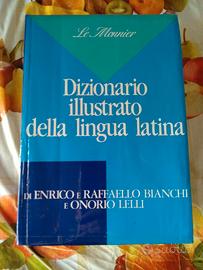 Le Monnier
Dizionario
illustrato
della lingua latina
DI ENRICO E RAFFAELLO BIANCHI
E ONORIO LELLI